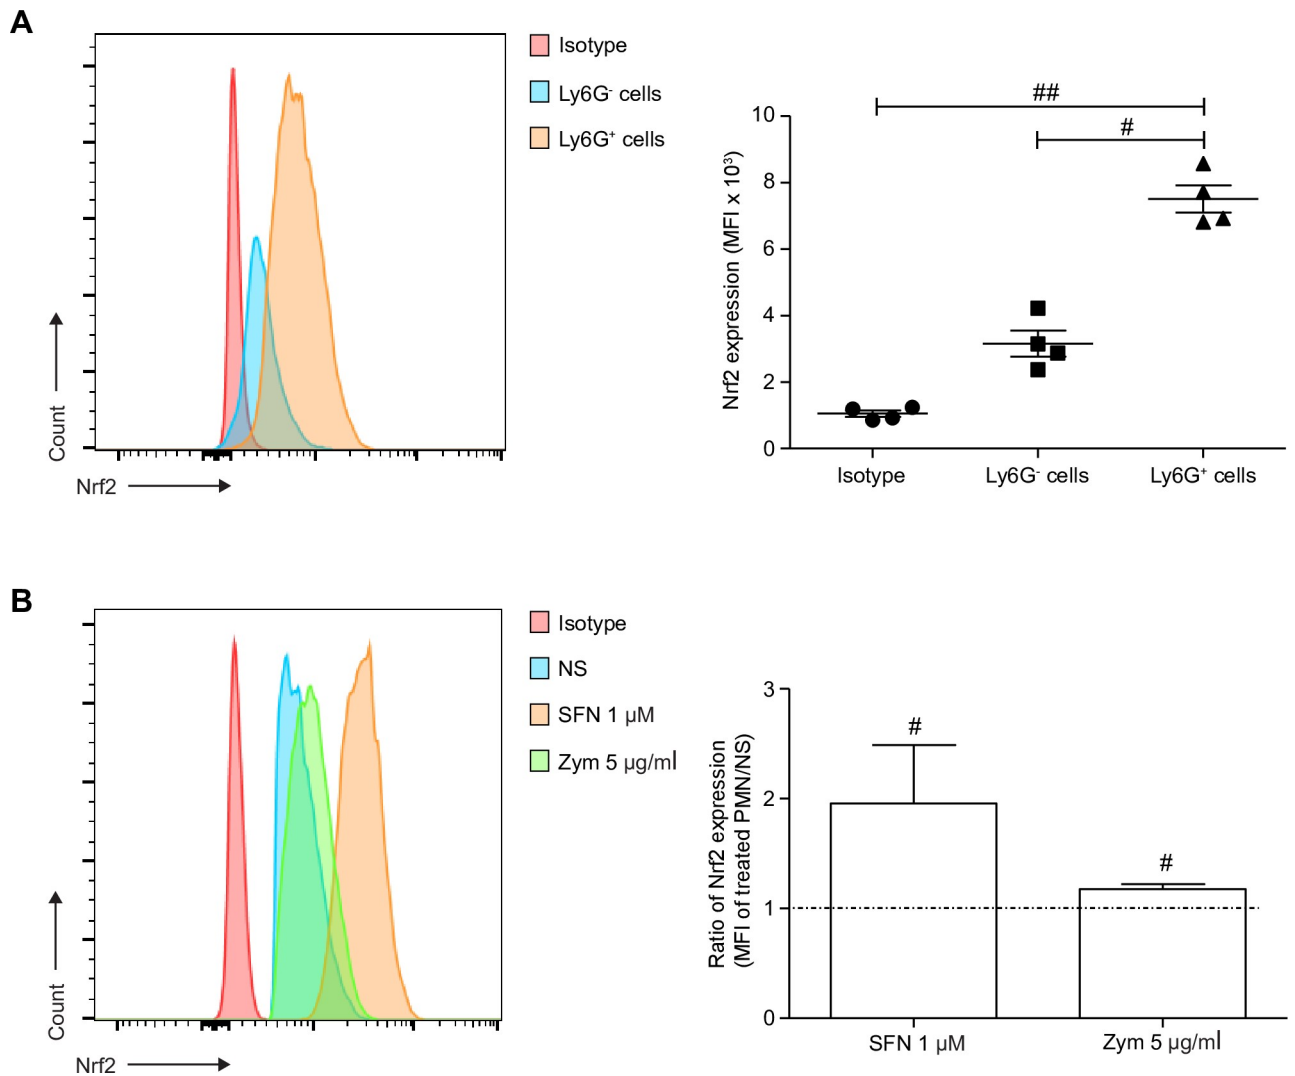 A
Isotype
Ly6G⁻ cells
Ly6G⁺ cells
Count
Nrf2
##
#
Nrf2 expression (MFI x 10³)
10
8
6
4
2
0
Isotype
Ly6G⁻ cells
Ly6G⁺ cells
B
Isotype
NS
SFN 1 µM
Zym 5 µg/ml
Count
Nrf2
Ratio of Nrf2 expression
(MFI of treated PMN/NS)
3
2
1
0
#
#
SFN 1 µM
Zym 5 µg/ml